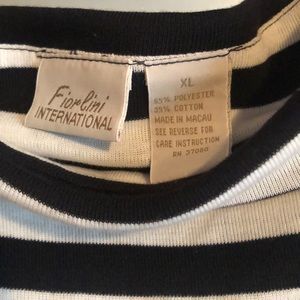 Fiorlini
INTERNATIONAL
XL
65% POLYESTER
35% COTTON
MADE IN MACAU
SEE REVERSE FOR
CARE INSTRUCTION
RN 37080